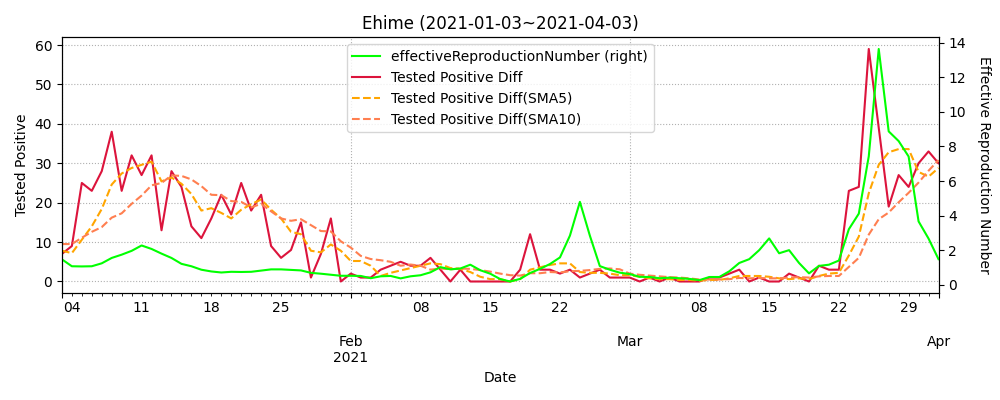 Ehime (2021-01-03~2021-04-03)
effectiveReproductionNumber (right)
Tested Positive Diff
Tested Positive Diff(SMA5)
Tested Positive Diff(SMA10)
Tested Positive
60
50
40
30
20
10
0
14
12
10
8
6
4
2
0
Effective Reproduction Number
04 11 18 25 08 15 22 08 15 22 29
Feb Mar Apr
2021
Date